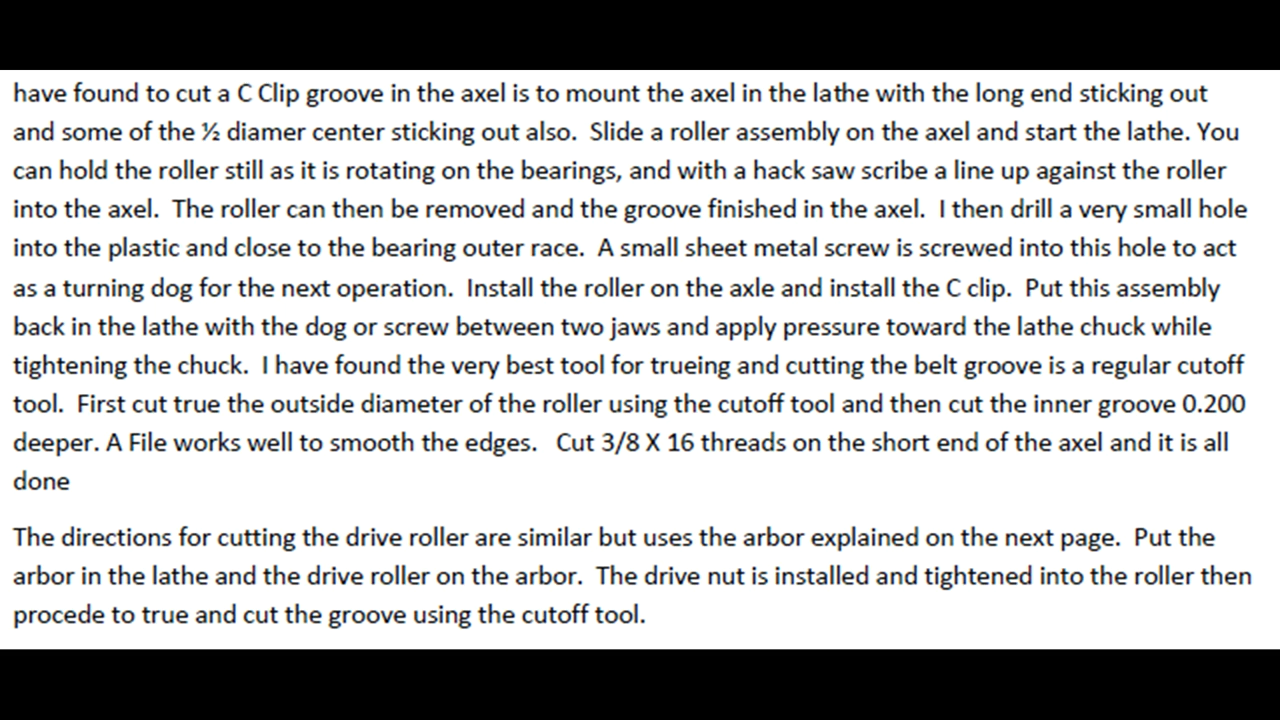 have found to cut a C Clip groove in the axel is to mount the axel in the lathe with the long end sticking out
and some of the ½ diamer center sticking out also.  Slide a roller assembly on the axel and start the lathe. You
can hold the roller still as it is rotating on the bearings, and with a hack saw scribe a line up against the roller
into the axel.  The roller can then be removed and the groove finished in the axel.  I then drill a very small hole
into the plastic and close to the bearing outer race.  A small sheet metal screw is screwed into this hole to act
as a turning dog for the next operation.  Install the roller on the axle and install the C clip.  Put this assembly
back in the lathe with the dog or screw between two jaws and apply pressure toward the lathe chuck while
tightening the chuck.  I have found the very best tool for trueing and cutting the belt groove is a regular cutoff
tool.  First cut true the outside diameter of the roller using the cutoff tool and then cut the inner groove 0.200
deeper. A File works well to smooth the edges.   Cut 3/8 X 16 threads on the short end of the axel and it is all
done
The directions for cutting the drive roller are similar but uses the arbor explained on the next page.  Put the
arbor in the lathe and the drive roller on the arbor.  The drive nut is installed and tightened into the roller then
procede to true and cut the groove using the cutoff tool.